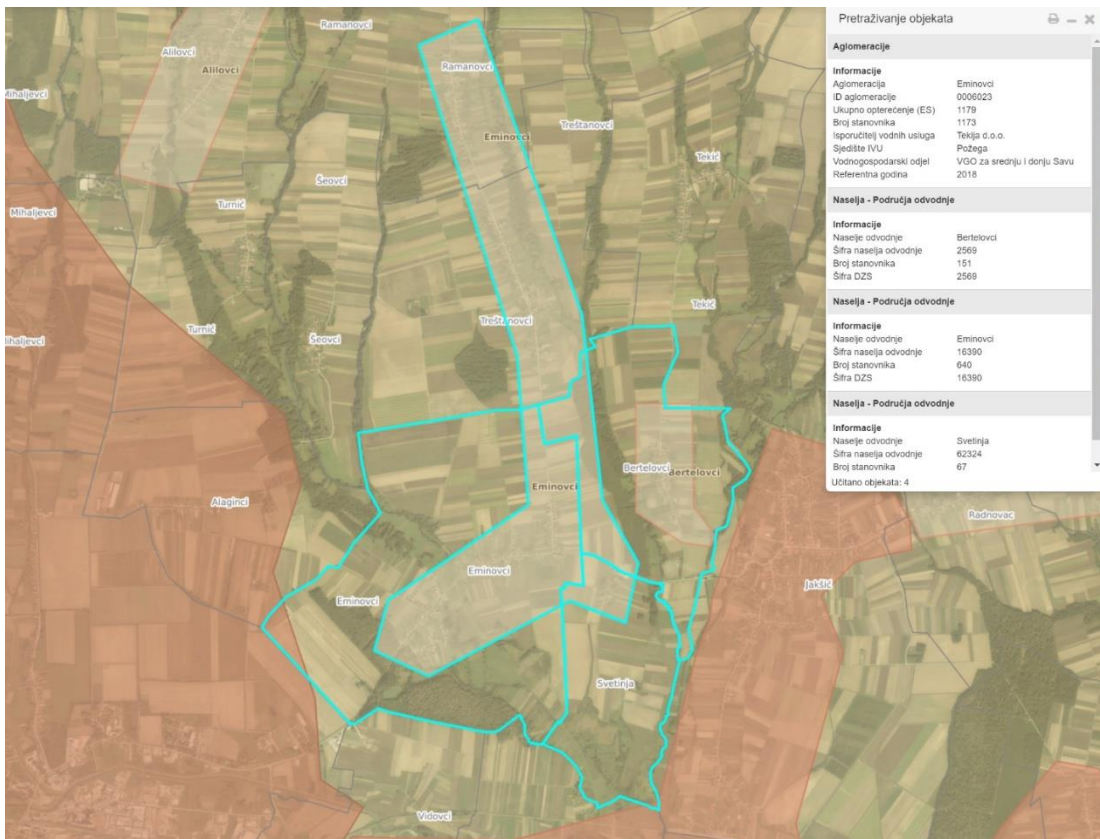 Pretraživanje objekata
Aglomeracije
Informacije
Aglomeracija Eminovci
ID aglomeracije 0006023
Ukupno opterećenje (ES) 1179
Broj stanovnika 1173
Isporučitelj vodnih usluga Tekija d.o.o.
Sjedište IVU Požega
Vodnogospodarski odjel VGO za srednju i donju Savu
Referentna godina 2018
Naselja - Područja odvodnje
Informacije
Naselje odvodnje Bertelovci
Šifra naselja odvodnje 2569
Broj stanovnika 151
Šifra DZS 2569
Naselja - Područja odvodnje
Informacije
Naselje odvodnje Eminovci
Šifra naselja odvodnje 16390
Broj stanovnika 640
Šifra DZS 16390
Naselja - Područja odvodnje
Informacije
Naselje odvodnje Svetinja
Šifra naselja odvodnje 62324
Broj stanovnika 67
Učitano objekata: 4
Ramanovci
Alilovci
Alilovci
Ramanovci
Mihaljevci
Eminovci
Treštanovci
Tekić
Šeovci
Turnić
Mihaljevci
Tekić
Treštanovci
Turnić
Šeovci
Mihaljevci
Bertelovci
Bertelovci
Eminovci
Alaginci
Radnovac
Eminovci
Jakšić
Eminovci
Svetinja
Vidovci